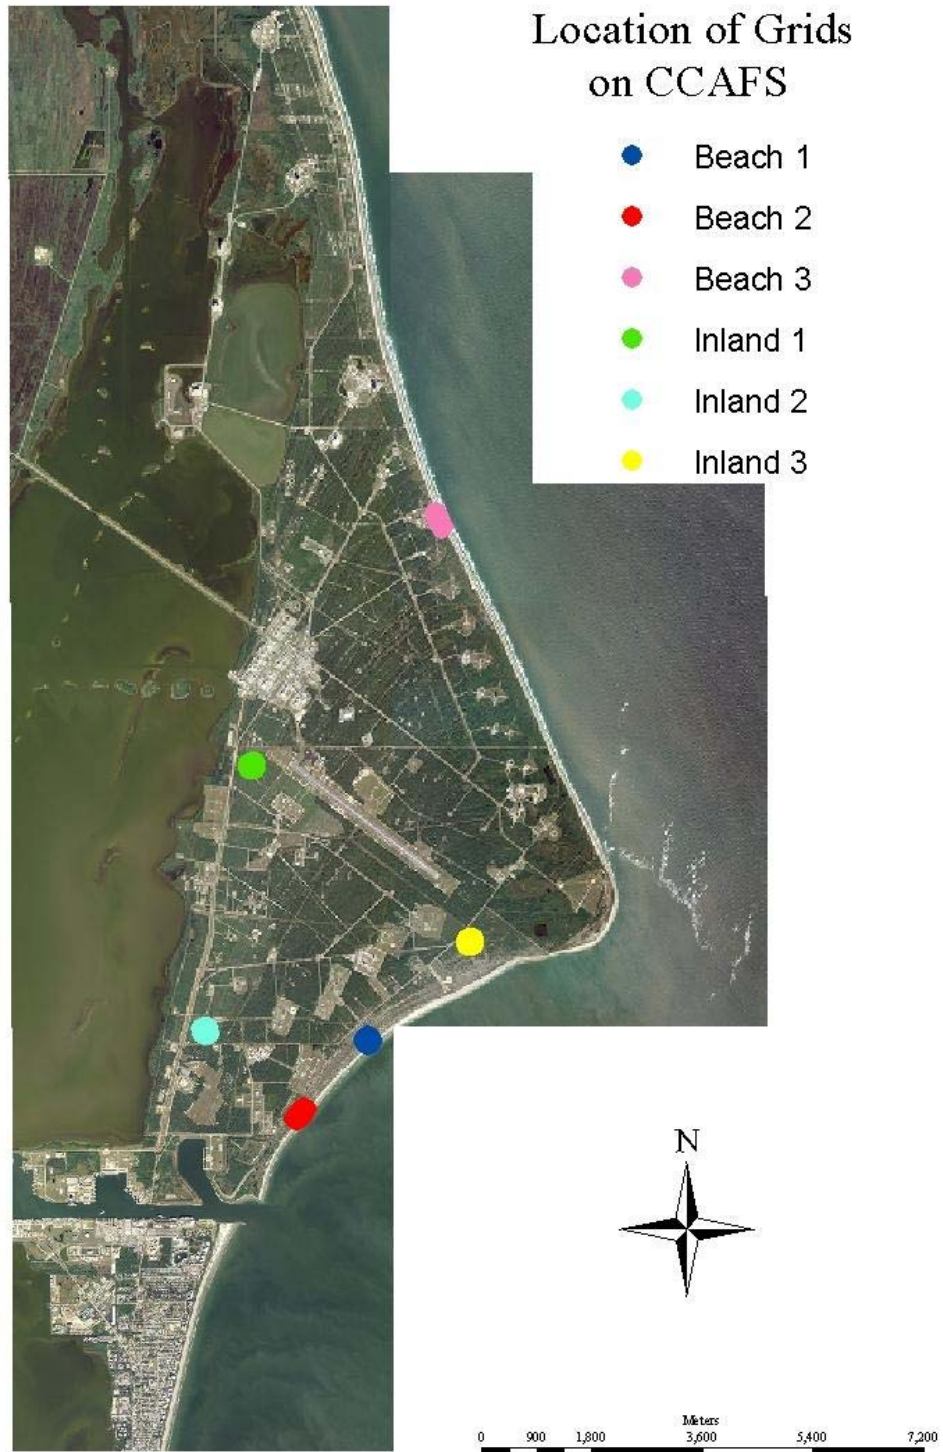 Location of Grids
on CCAFS
Beach 1
Beach 2
Beach 3
Inland 1
Inland 2
Inland 3
N
Meters
0 900 1,800 3,600 5,400 7,200